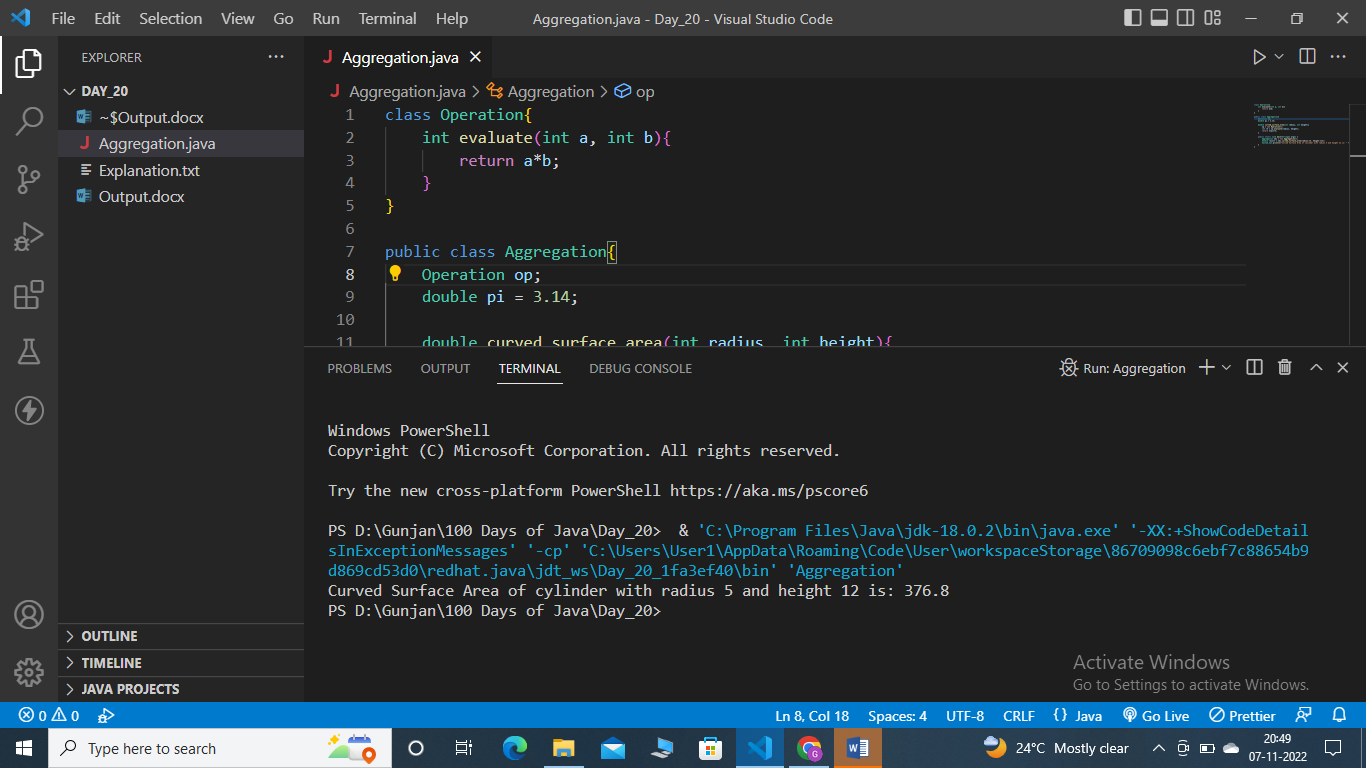 File Edit Selection View Go Run Terminal Help Aggregation.java - Day_20 - Visual Studio Code
EXPLORER
DAY_20
~$Output.docx
Aggregation.java
Explanation.txt
Output.docx
OUTLINE
TIMELINE
JAVA PROJECTS
J Aggregation.java
J Aggregation.java > Aggregation > op
1 class Operation{
2 int evaluate(int a, int b){
3 return a*b;
4 }
5 }
6
7 public class Aggregation{
8 Operation op;
9 double pi = 3.14;
10
11 double curved_surface_area(int radius, int height){
PROBLEMS OUTPUT TERMINAL DEBUG CONSOLE Run: Aggregation
Windows PowerShell
Copyright (C) Microsoft Corporation. All rights reserved.
Try the new cross-platform PowerShell https://aka.ms/pscore6
PS D:\Gunjan\100 Days of Java\Day_20>  & 'C:\Program Files\Java\jdk-18.0.2\bin\java.exe' '-XX:+ShowCodeDetail
sInExceptionMessages' '-cp' 'C:\Users\User1\AppData\Roaming\Code\User\workspaceStorage\86709098c6ebf7c88654b9
d869cd53d0\redhat.java\jdt_ws\Day_20_1fa3ef40\bin' 'Aggregation'
Curved Surface Area of cylinder with radius 5 and height 12 is: 376.8
PS D:\Gunjan\100 Days of Java\Day_20>
Activate Windows
Go to Settings to activate Windows.
0 0 Ln 8, Col 18 Spaces: 4 UTF-8 CRLF {} Java Go Live Prettier
Type here to search
24°C Mostly clear
20:49
07-11-2022